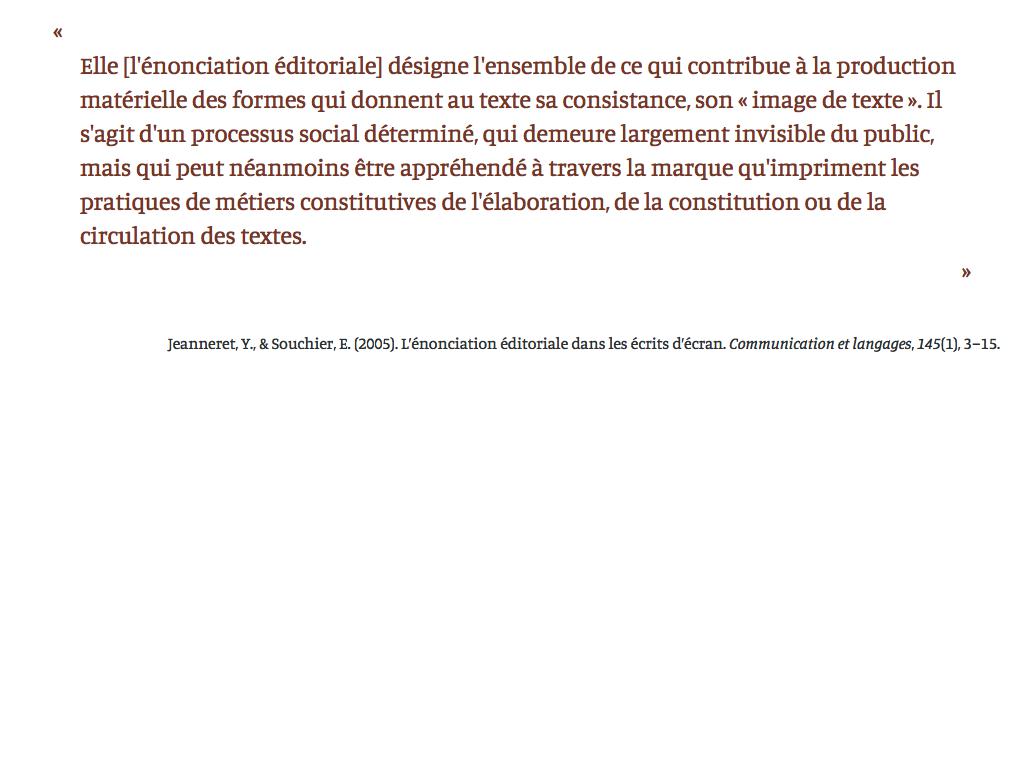 «
Elle [l'énonciation éditoriale] désigne l'ensemble de ce qui contribue à la production
matérielle des formes qui donnent au texte sa consistance, son « image de texte ». Il
s'agit d'un processus social déterminé, qui demeure largement invisible du public,
mais qui peut néanmoins être appréhendé à travers la marque qu'impriment les
pratiques de métiers constitutives de l'élaboration, de la constitution ou de la
circulation des textes.
»
Jeanneret, Y., & Souchier, E. (2005). L’énonciation éditoriale dans les écrits d’écran. Communication et langages, 145(1), 3–15.